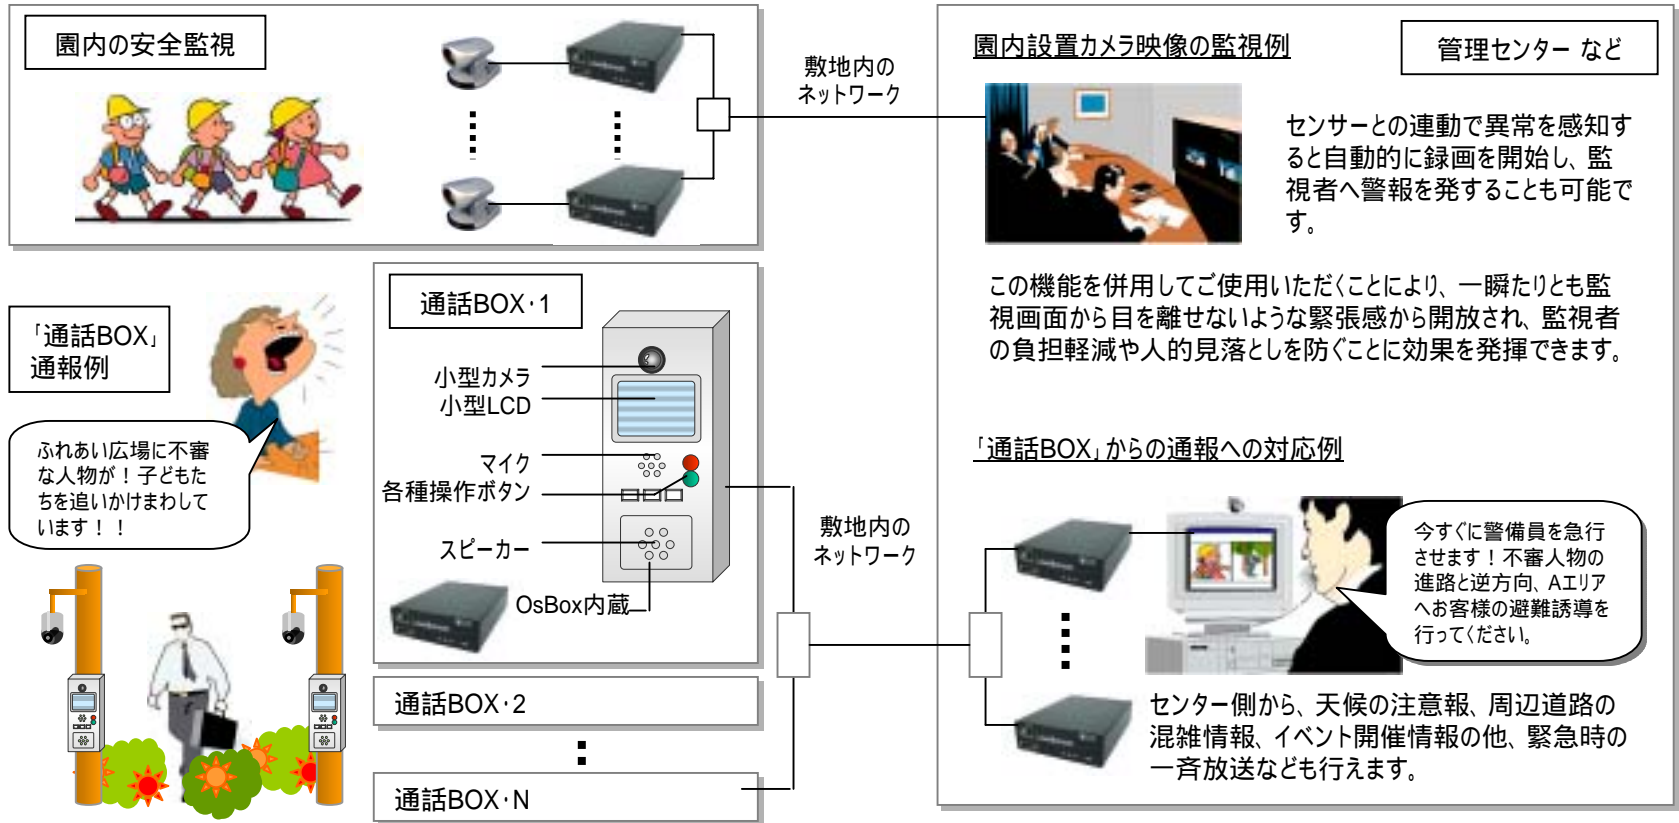 園内の安全監視
敷地内の
ネットワーク
園内設置カメラ映像の監視例
管理センター など
センサーとの連動で異常を感知す
ると自動的に録画を開始し、監
視者へ警報を発することも可能で
す。
この機能を併用してご使用いただくことにより、一瞬たりとも監
視画面から目を離せないような緊張感から開放され、監視者
の負担軽減や人的見落としを防ぐことに効果を発揮できます。
「通話BOX」
通報例
ふれあい広場に不審
な人物が！子どもた
ちを追いかけまわして
います！！
通話BOX・1
小型カメラ
小型LCD
マイク
各種操作ボタン
スピーカー
OsBox内蔵
通話BOX・2
通話BOX・N
敷地内の
ネットワーク
「通話BOX」からの通報への対応例
今すぐに警備員を急行
させます！不審人物の
進路と逆方向、Aエリア
へお客様の避難誘導を
行ってください。
センター側から、天候の注意報、周辺道路の
混雑情報、イベント開催情報の他、緊急時の
一斉放送なども行えます。